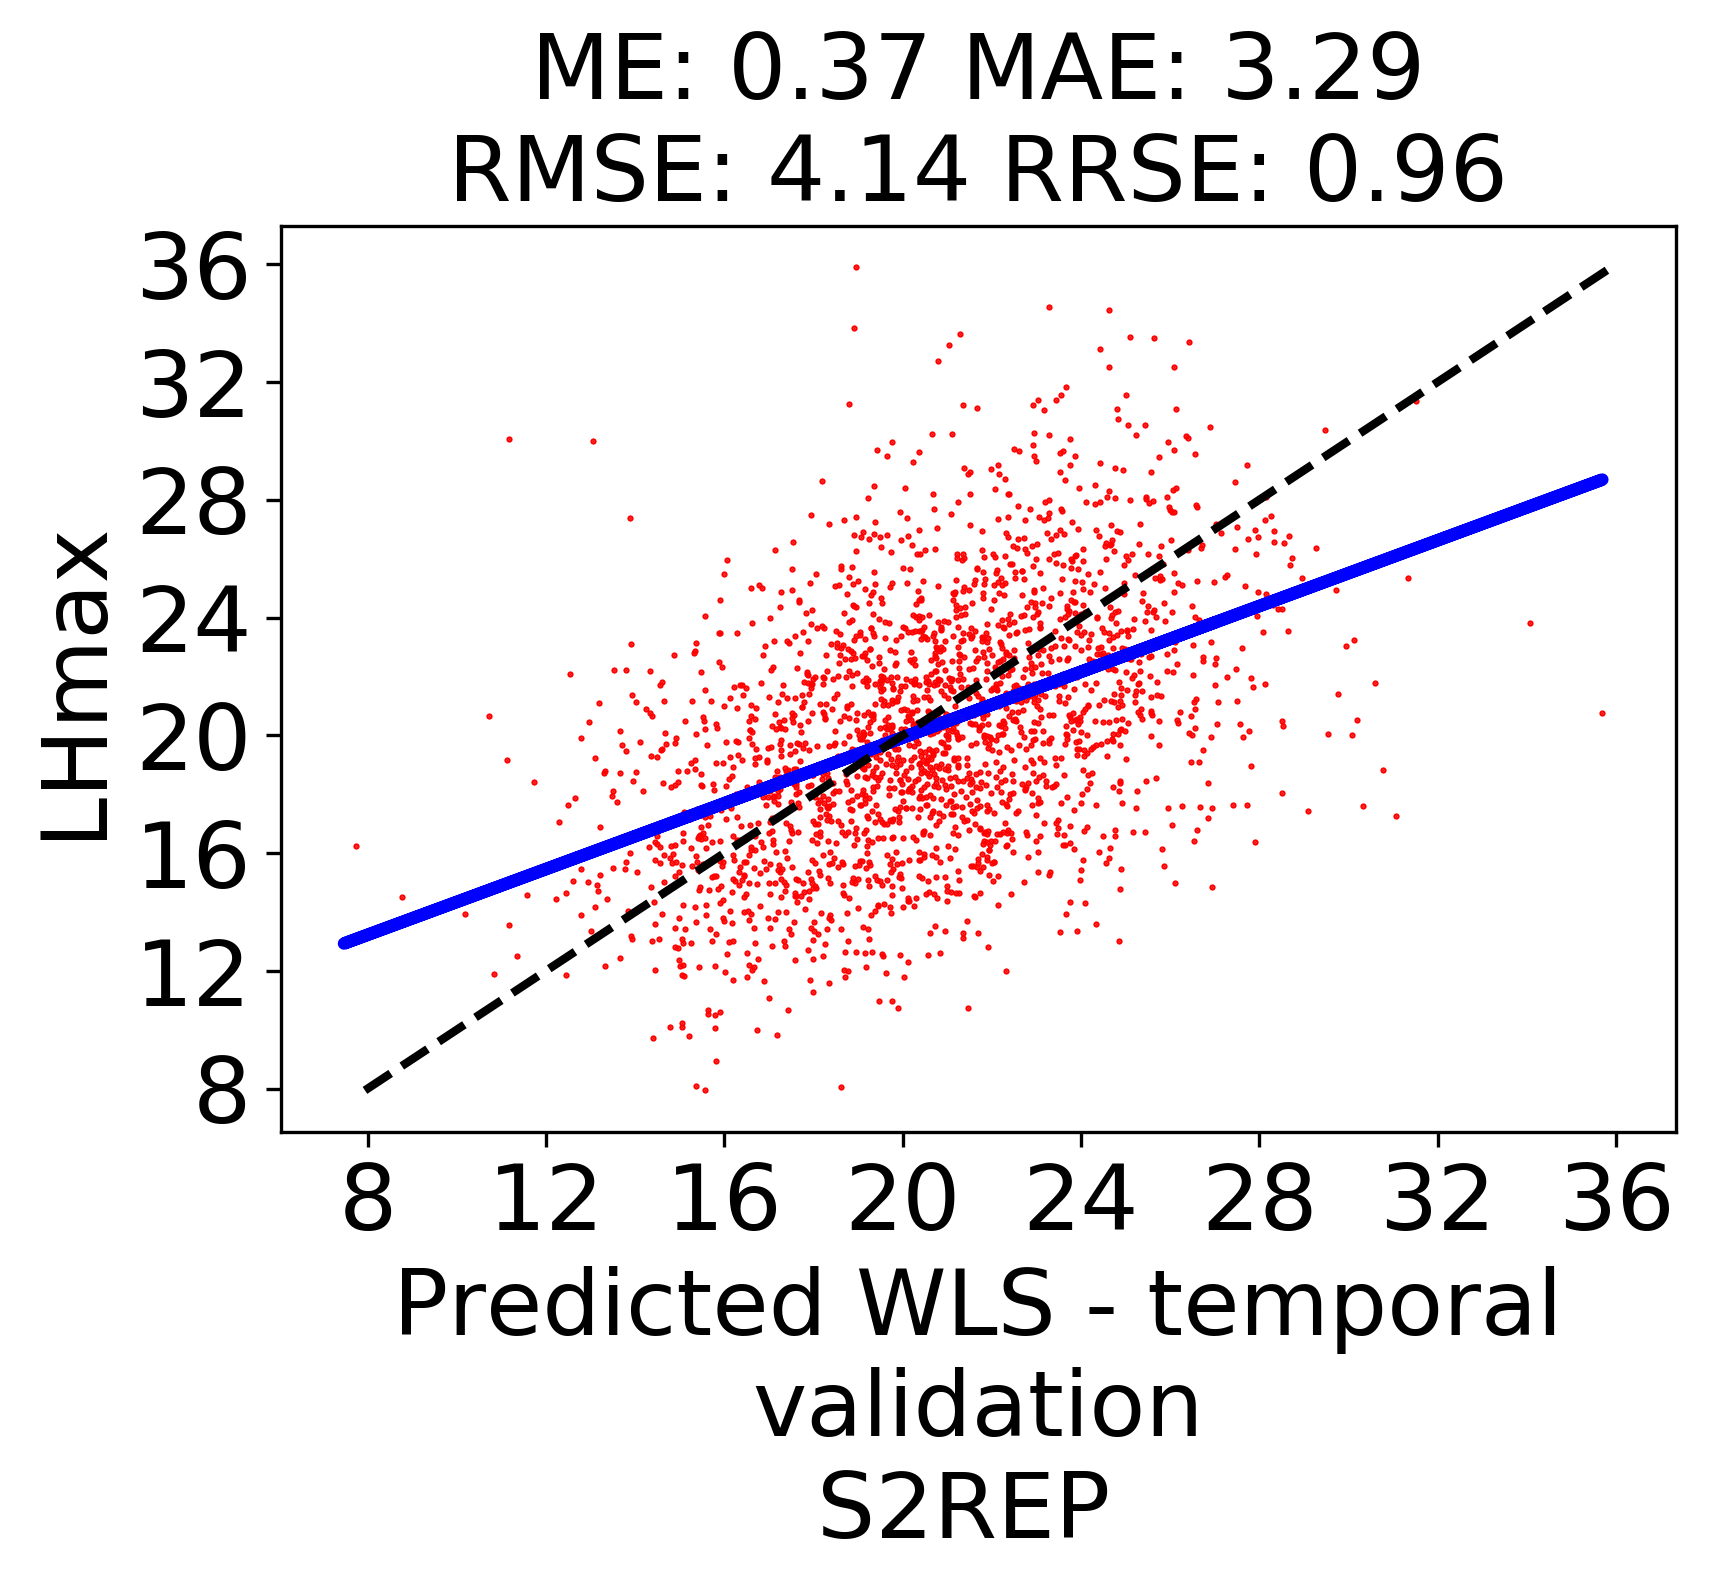 ME: 0.37 MAE: 3.29
RMSE: 4.14 RRSE: 0.96
36
32
28
24
20
16
12
8
LHmax
8 12 16 20 24 28 32 36
Predicted WLS - temporal
validation
S2REP